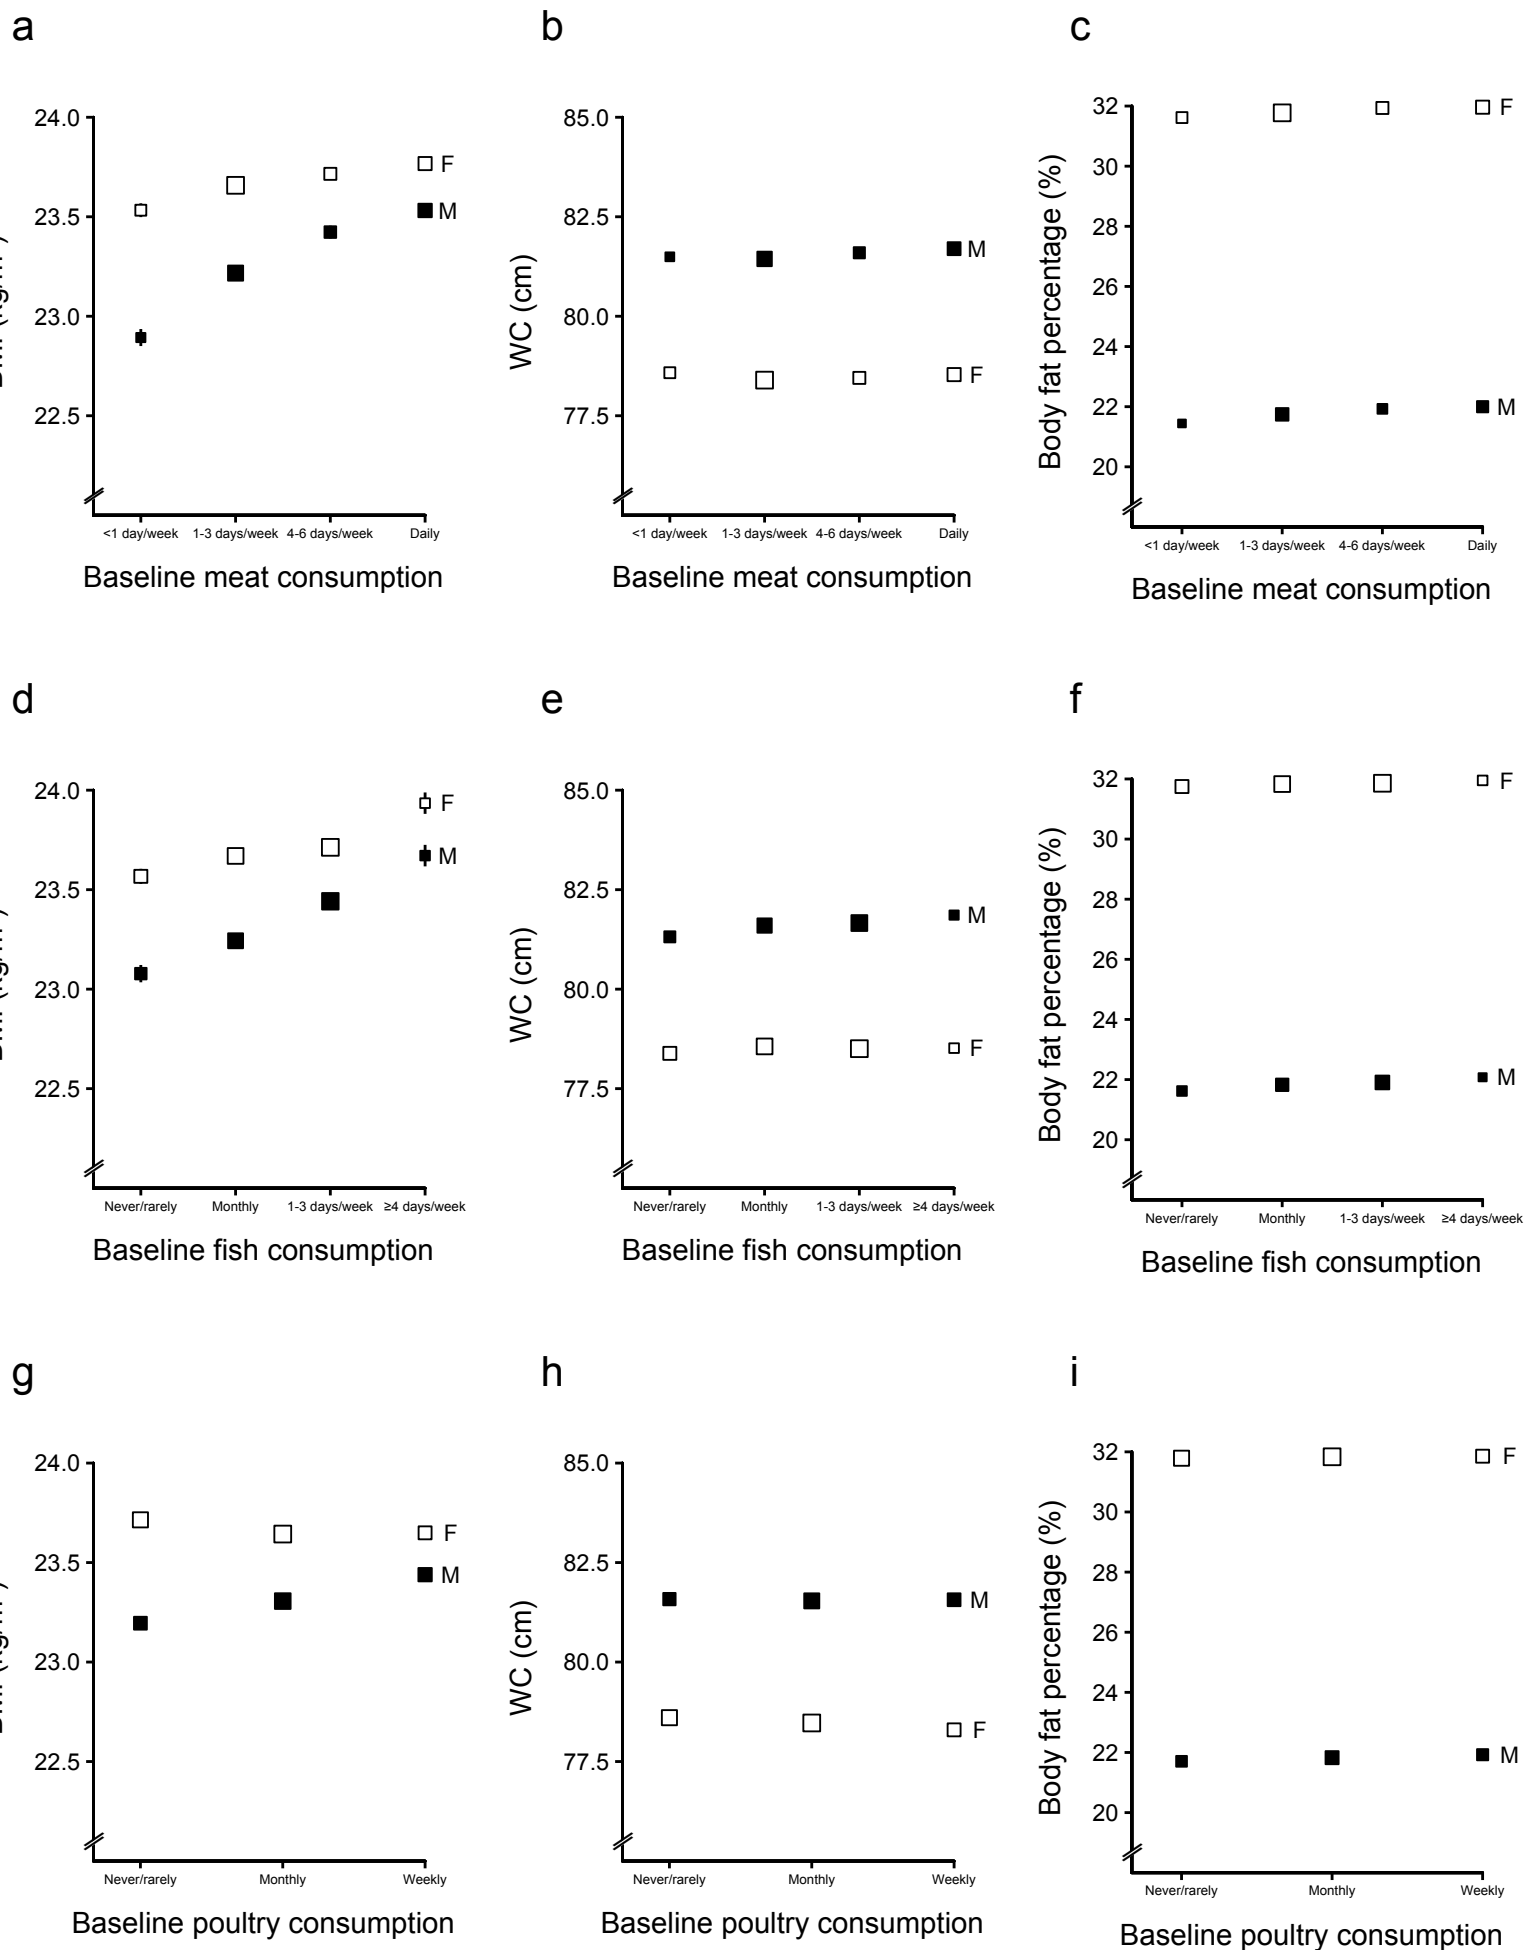 a
24.0
23.5
23.0
22.5
F
M
<1 day/week 1-3 days/week 4-6 days/week Daily
Baseline meat consumption
b
WC (cm)
85.0
82.5
80.0
77.5
M
F
<1 day/week 1-3 days/week 4-6 days/week Daily
Baseline meat consumption
c
Body fat percentage (%)
32
30
28
26
24
22
20
F
M
<1 day/week 1-3 days/week 4-6 days/week Daily
Baseline meat consumption
d
24.0
23.5
23.0
22.5
F
M
Never/rarely Monthly 1-3 days/week ≥4 days/week
Baseline fish consumption
e
WC (cm)
85.0
82.5
80.0
77.5
M
F
Never/rarely Monthly 1-3 days/week ≥4 days/week
Baseline fish consumption
f
Body fat percentage (%)
32
30
28
26
24
22
20
F
M
Never/rarely Monthly 1-3 days/week ≥4 days/week
Baseline fish consumption
g
24.0
23.5
23.0
22.5
F
M
Never/rarely Monthly Weekly
Baseline poultry consumption
h
WC (cm)
85.0
82.5
80.0
77.5
M
F
Never/rarely Monthly Weekly
Baseline poultry consumption
i
Body fat percentage (%)
32
30
28
26
24
22
20
F
M
Never/rarely Monthly Weekly
Baseline poultry consumption